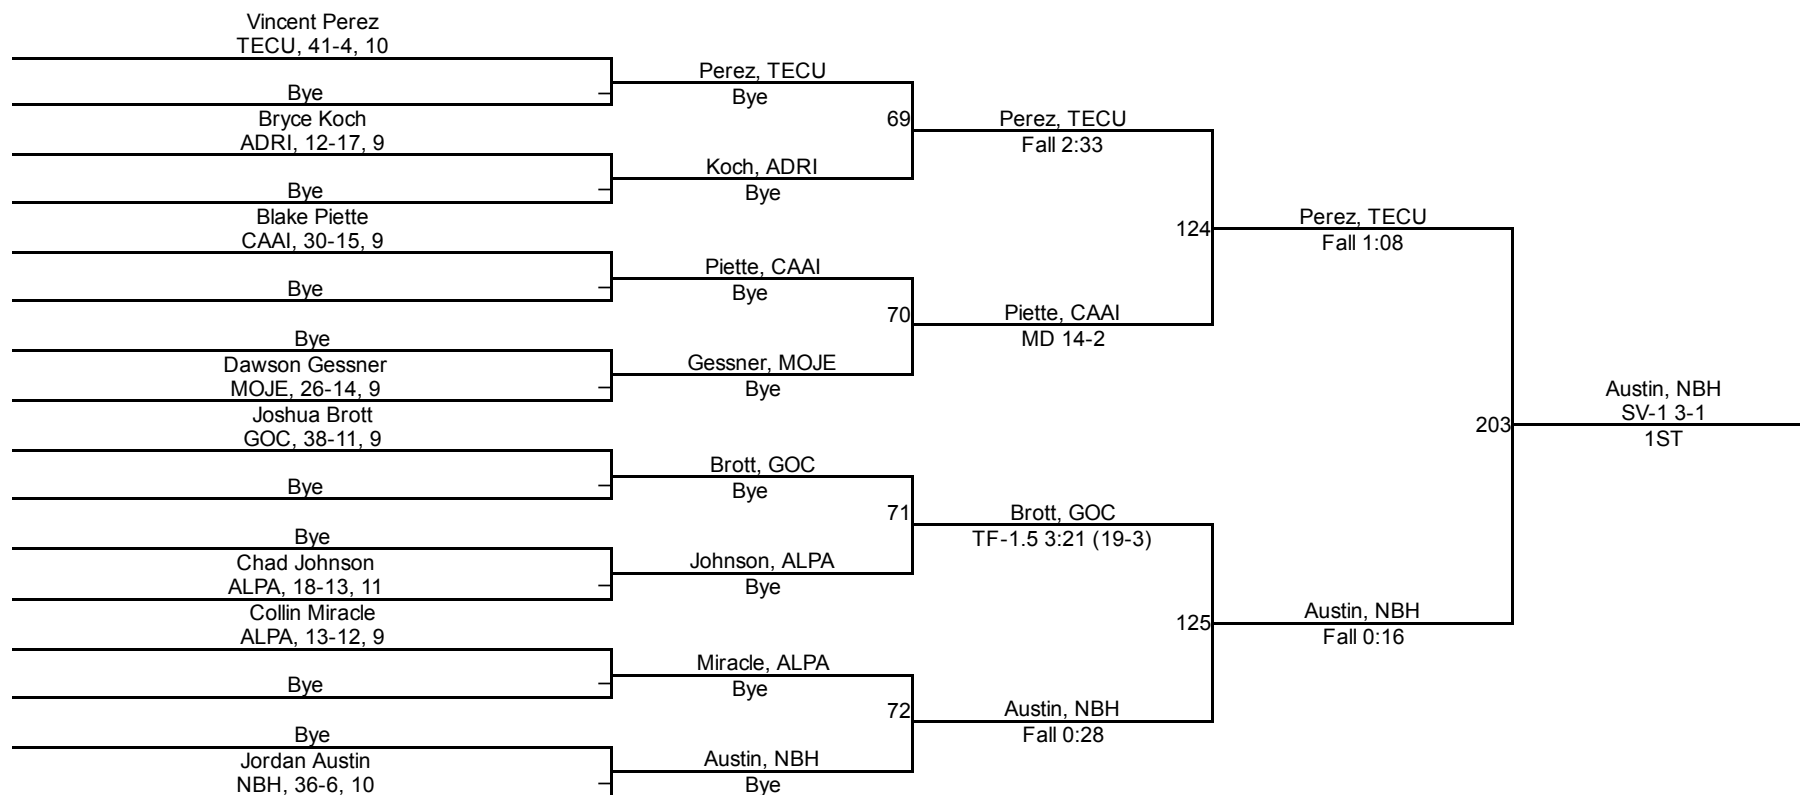 Vincent Perez
TECU, 41-4, 10
Bye
Bryce Koch
ADRI, 12-17, 9
Bye
Blake Piette
CAAI, 30-15, 9
Bye
Bye
Dawson Gessner
MOJE, 26-14, 9
Joshua Brott
GOC, 38-11, 9
Bye
Bye
Chad Johnson
ALPA, 18-13, 11
Collin Miracle
ALPA, 13-12, 9
Bye
Bye
Jordan Austin
NBH, 36-6, 10
Perez, TECU
Bye
69
Koch, ADRI
Bye
Piette, CAAI
Bye
70
Gessner, MOJE
Bye
Brott, GOC
Bye
71
Johnson, ALPA
Bye
Miracle, ALPA
Bye
72
Austin, NBH
Bye
Perez, TECU
Fall 2:33
124
Piette, CAAI
MD 14-2
Brott, GOC
TF-1.5 3:21 (19-3)
125
Austin, NBH
Fall 0:28
Perez, TECU
Fall 1:08
203
Austin, NBH
Fall 0:16
Austin, NBH
SV-1 3-1
1ST